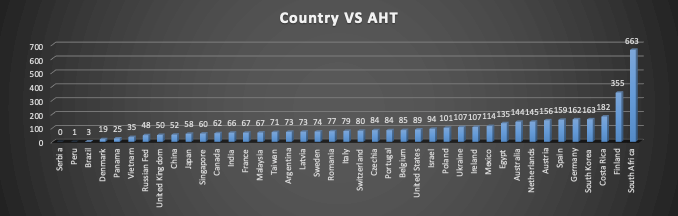 Country VS AHT
700
600
500
400
300
200
100
0
0 1 3 19 25 35 48 50 52 58 60 62 66 67 67 71 73 73 74 77 79 80 84 84 85 89 94 101 107 107 114 135 144 145 156 159 162 163 182 355 663
Serbia
Peru
Brazil
Denmark
Panama
Vietnam
Russian Fed
United Kingdom
China
Japan
Singapore
Canada
India
France
Malaysia
Taiwan
Argentina
Latvia
Sweden
Romania
Italy
Switzerland
Czechia
Portugal
Belgium
United States
Israel
Poland
Ukraine
Ireland
Mexico
Egypt
Australia
Netherlands
Austria
Spain
Germany
South Korea
Costa Rica
Finland
South Africa